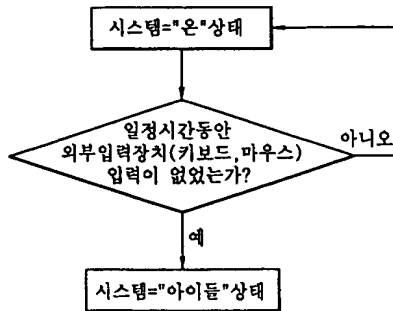 시스템="온"상태
일정시간동안
외부입력장치(키보드,마우스)
입력이 없었는가?
아니오
예
시스템="아이들"상태